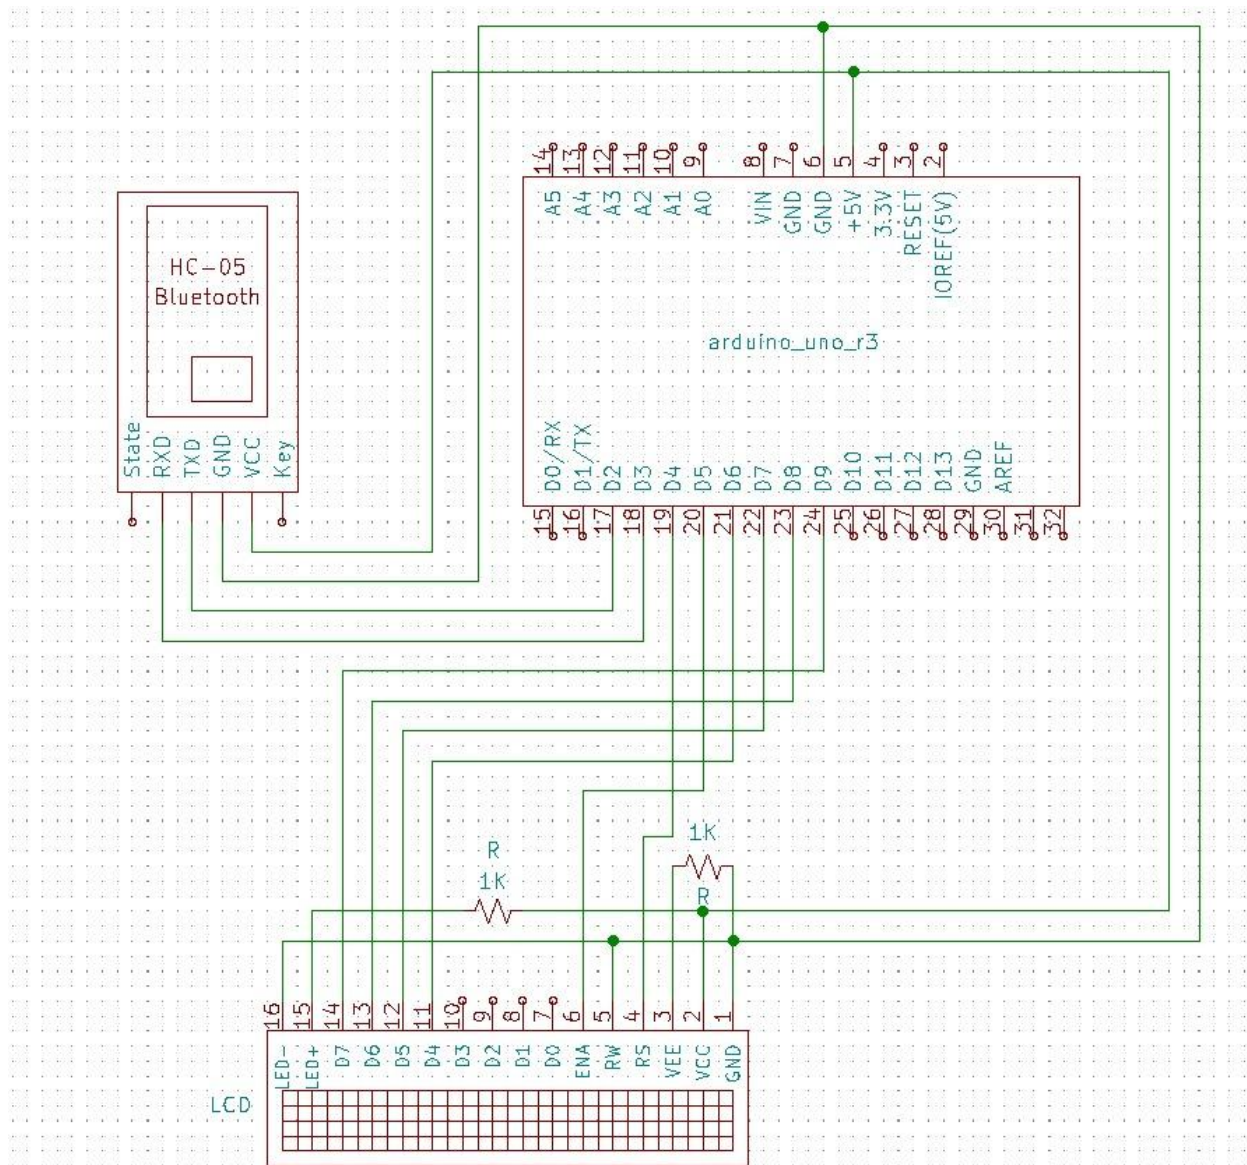 14
13
12
11
10
9
8
7
6
5
4
3
2
A5
A4
A3
A2
A1
A0
VIN
GND
GND
+5V
3.3V
RESET
IOREF(5V)
HC-05
Bluetooth
arduino_uno_r3
State
RXD
TXD
GND
VCC
Key
D0/RX
D1/TX
D2
D3
D4
D5
D6
D7
D8
D9
D10
D11
D12
D13
GND
AREF
15
16
17
18
19
20
21
22
23
24
25
26
27
28
29
30
31
32
1K
R
R
1K
16
15
14
13
12
11
10
9
8
7
6
5
4
3
2
1
LED-
LED+
D7
D6
D5
D4
D3
D2
D1
D0
ENA
RW
RS
VEE
VCC
GND
LCD